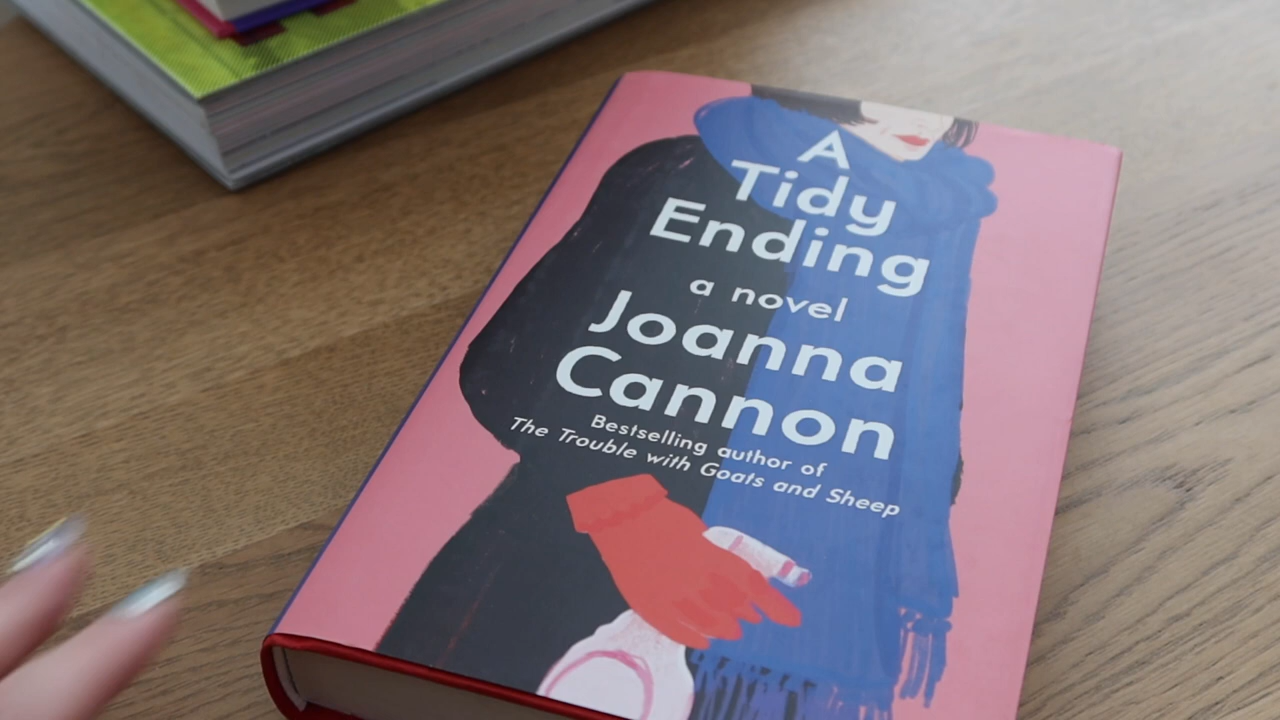 A
Tidy
Ending
a novel
Joanna
Cannon
Bestselling author of
The Trouble with Goats and Sheep